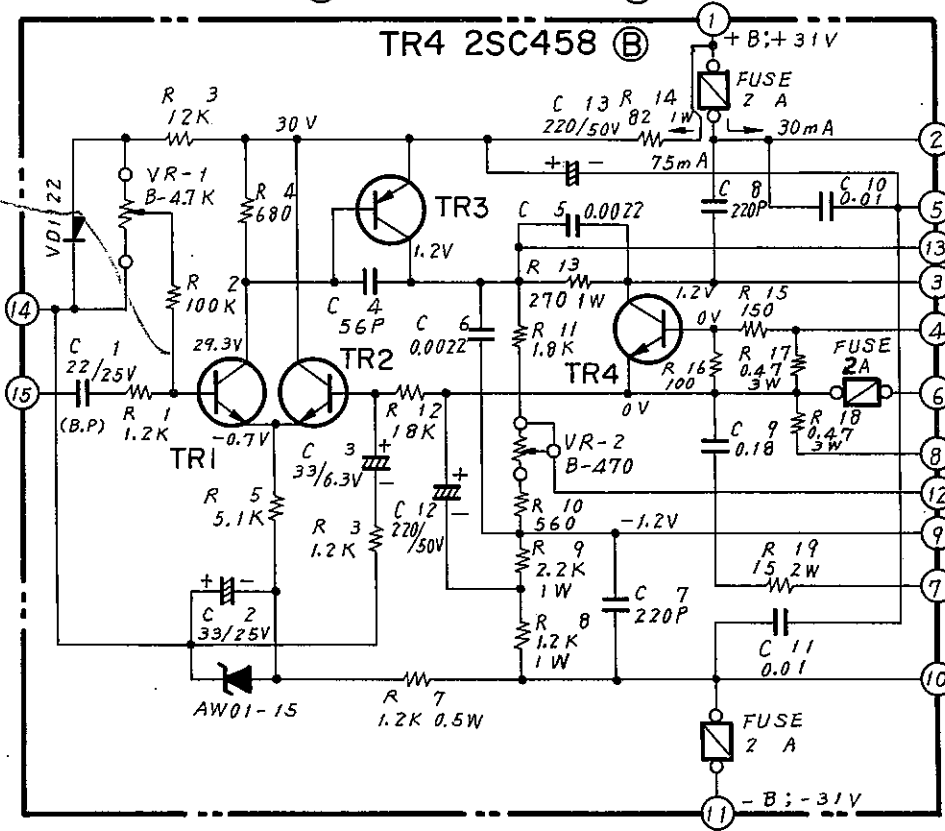 1
+B;+31V
TR4 2SC458 B
FUSE
2 A
R 3
12K
C 13
220/50V
R 14
82 1W
30mA
2
30V
75mA
+ -
VR-1
B-4.7K
VD1122
R 4
680
TR3
C 5 0.0022
C 8
220P
C 10
0.01
5
13
1.2V
2
R
100K
C 4
56P
C 6
0.0022
R 13
270 1W
3
1.2V
R 15
150
R 11
1.8K
4
0V
14
29.3V
TR2
TR4
R 16
100
R 17
0.47
3W
FUSE
2A
6
C 1
22/25V
15
(B.P)
R 1
1.2K
-0.7V
TR1
R 12
18K
0V
R 18
0.47
3W
8
C 3
33/6.3V
+
-
VR-2
B-470
C 9
0.18
12
R 5
5.1K
C 12
220/50V
+
-
R 10
560
-1.2V
9
R 3
1.2K
R 9
2.2K
1W
R 19
15 2W
7
+ -
C 2
33/25V
R 8
1.2K
1W
C 7
220P
C 11
0.01
10
AW01-15
R 7
1.2K 0.5W
FUSE
2 A
11
-B;-31V